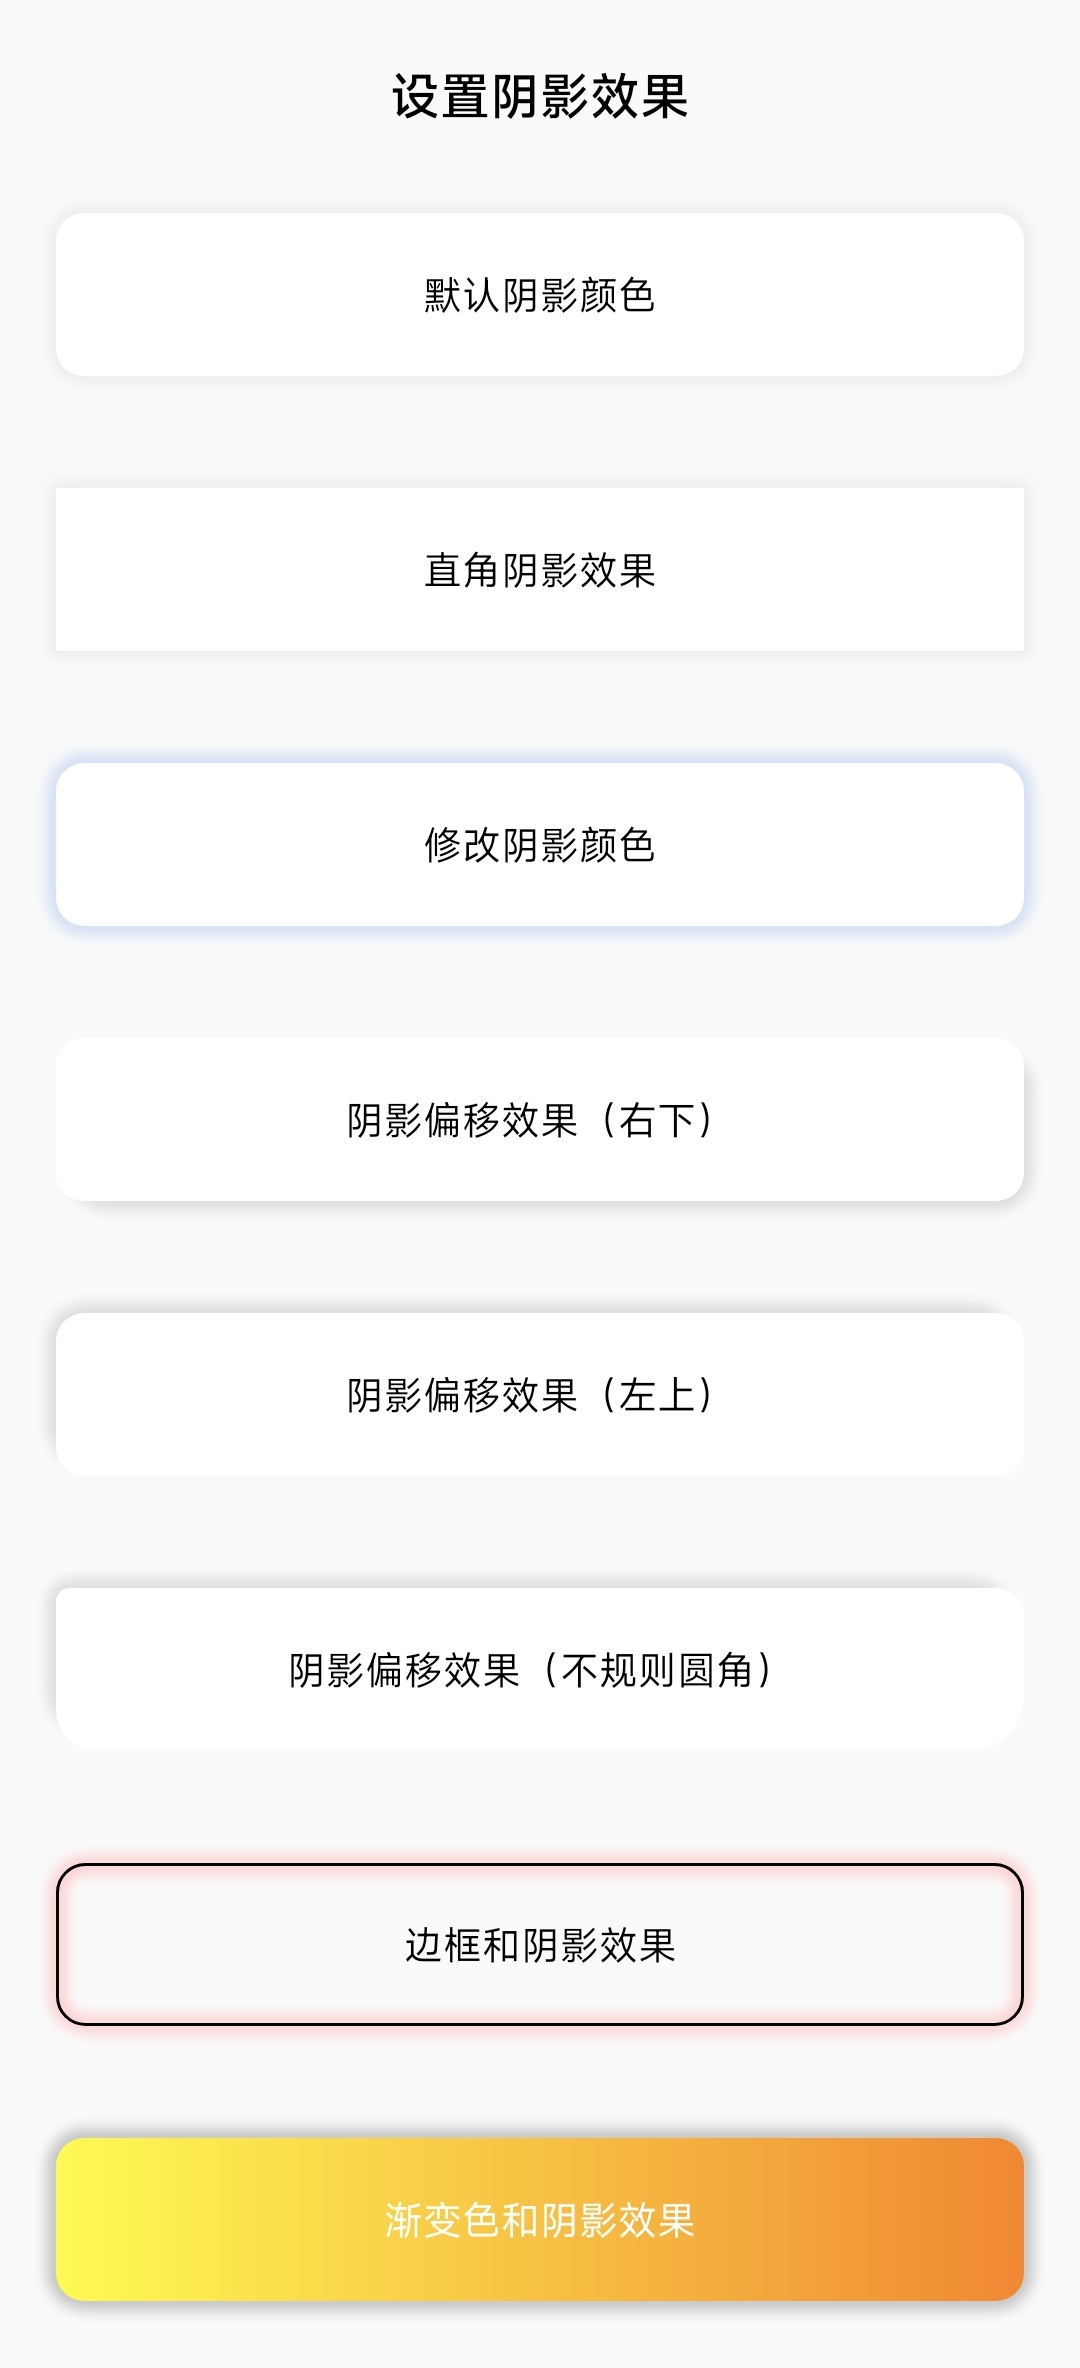 设置阴影效果
默认阴影颜色
直角阴影效果
修改阴影颜色
阴影偏移效果（右下）
阴影偏移效果（左上）
阴影偏移效果（不规则圆角）
边框和阴影效果
渐变色和阴影效果